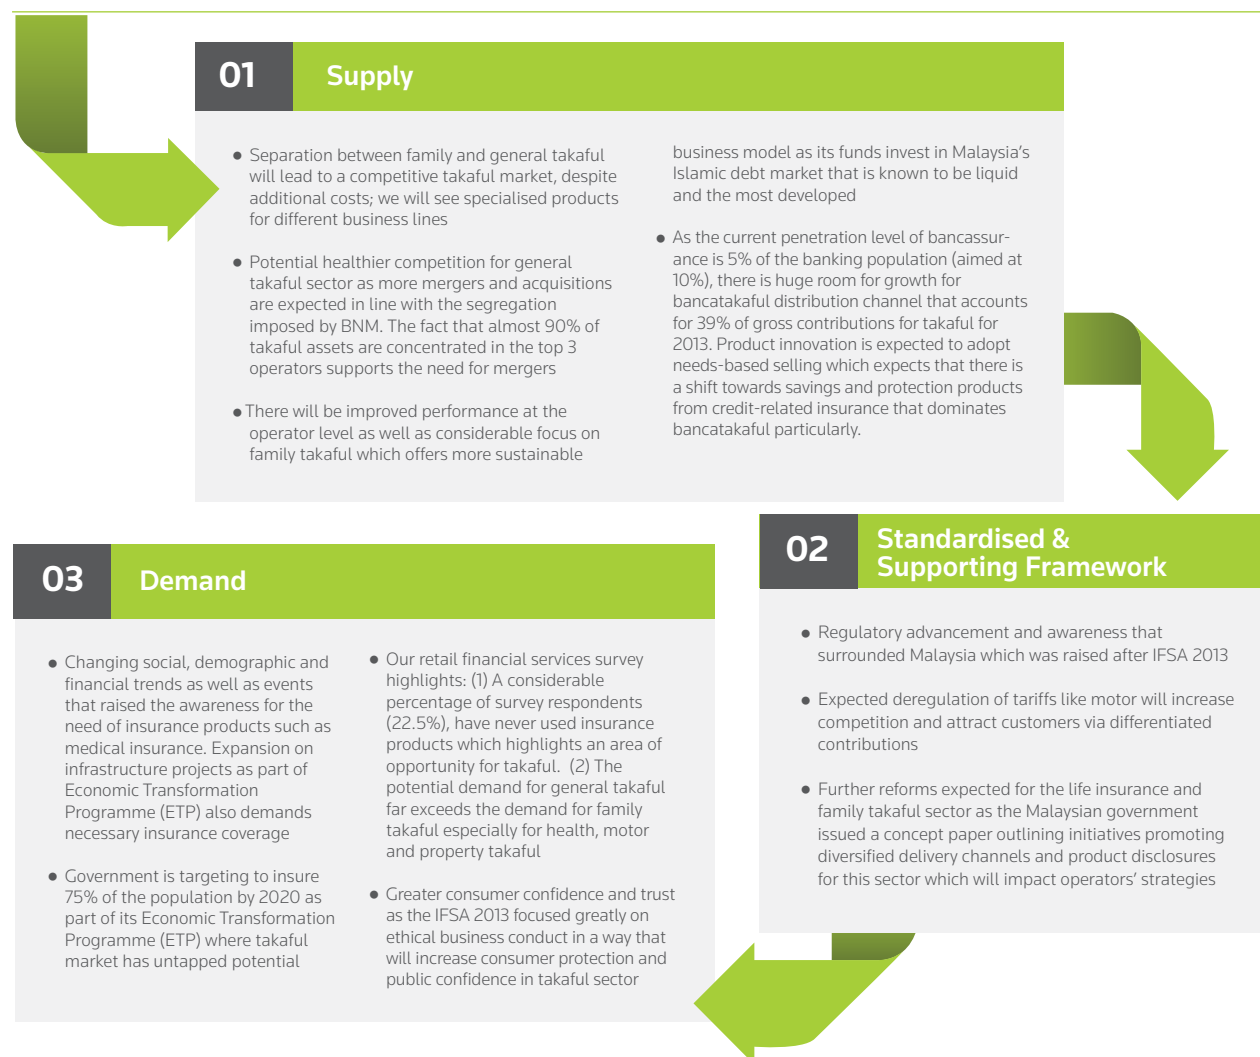 01
Supply
● Separation between family and general takaful
will lead to a competitive takaful market, despite
additional costs; we will see specialised products
for different business lines
● Potential healthier competition for general
takaful sector as more mergers and acquisitions
are expected in line with the segregation
imposed by BNM. The fact that almost 90% of
takaful assets are concentrated in the top 3
operators supports the need for mergers
● There will be improved performance at the
operator level as well as considerable focus on
family takaful which offers more sustainable
business model as its funds invest in Malaysia's
Islamic debt market that is known to be liquid
and the most developed
● As the current penetration level of bancassur-
ance is 5% of the banking population (aimed at
10%), there is huge room for growth for
bancatakaful distribution channel that accounts
for 39% of gross contributions for takaful for
2013. Product innovation is expected to adopt
needs-based selling which expects that there is
a shift towards savings and protection products
from credit-related insurance that dominates
bancatakaful particularly.
02
Standardised &
Supporting Framework
● Regulatory advancement and awareness that
surrounded Malaysia which was raised after IFSA 2013
● Expected deregulation of tariffs like motor will increase
competition and attract customers via differentiated
contributions
● Further reforms expected for the life insurance and
family takaful sector as the Malaysian government
issued a concept paper outlining initiatives promoting
diversified delivery channels and product disclosures
for this sector which will impact operators' strategies
03
Demand
● Changing social, demographic and
financial trends as well as events
that raised the awareness for the
need of insurance products such as
medical insurance. Expansion on
infrastructure projects as part of
Economic Transformation
Programme (ETP) also demands
necessary insurance coverage
● Government is targeting to insure
75% of the population by 2020 as
part of its Economic Transformation
Programme (ETP) where takaful
market has untapped potential
● Our retail financial services survey
highlights: (1) A considerable
percentage of survey respondents
(22.5%), have never used insurance
products which highlights an area of
opportunity for takaful. (2) The
potential demand for general takaful
far exceeds the demand for family
takaful especially for health, motor
and property takaful
● Greater consumer confidence and trust
as the IFSA 2013 focused greatly on
ethical business conduct in a way that
will increase consumer protection and
public confidence in takaful sector